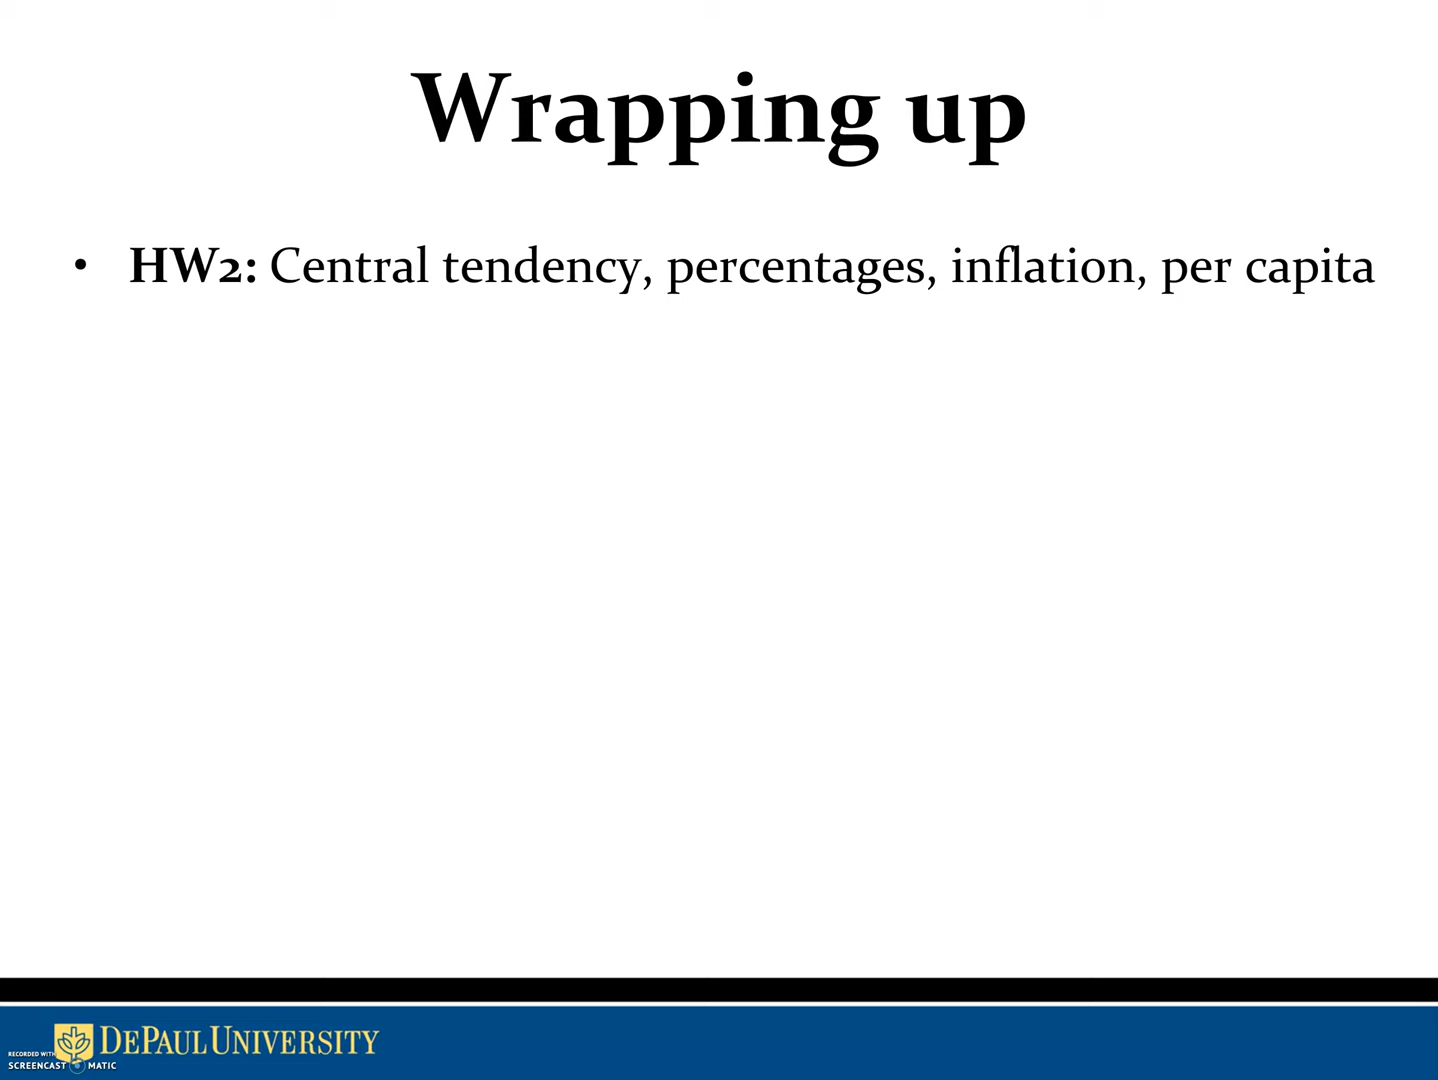 Wrapping up
• HW2: Central tendency, percentages, inflation, per capita
DEPAUL UNIVERSITY
RECORDED WITH
SCREENCAST MATIC